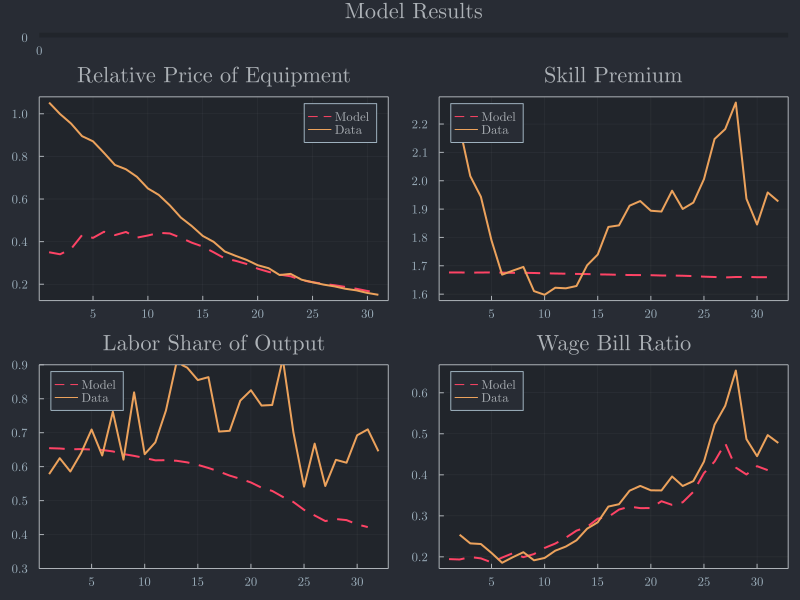 Model Results
0
0
Relative Price of Equipment
Skill Premium
Model
Data
Model
Data
1.0
0.8
0.6
0.4
0.2
2.2
2.1
2.0
1.9
1.8
1.7
1.6
5 10 15 20 25 30
5 10 15 20 25 30
Labor Share of Output
Wage Bill Ratio
Model
Data
Model
Data
0.9
0.8
0.7
0.6
0.5
0.4
0.3
0.6
0.5
0.4
0.3
0.2
5 10 15 20 25 30
5 10 15 20 25 30